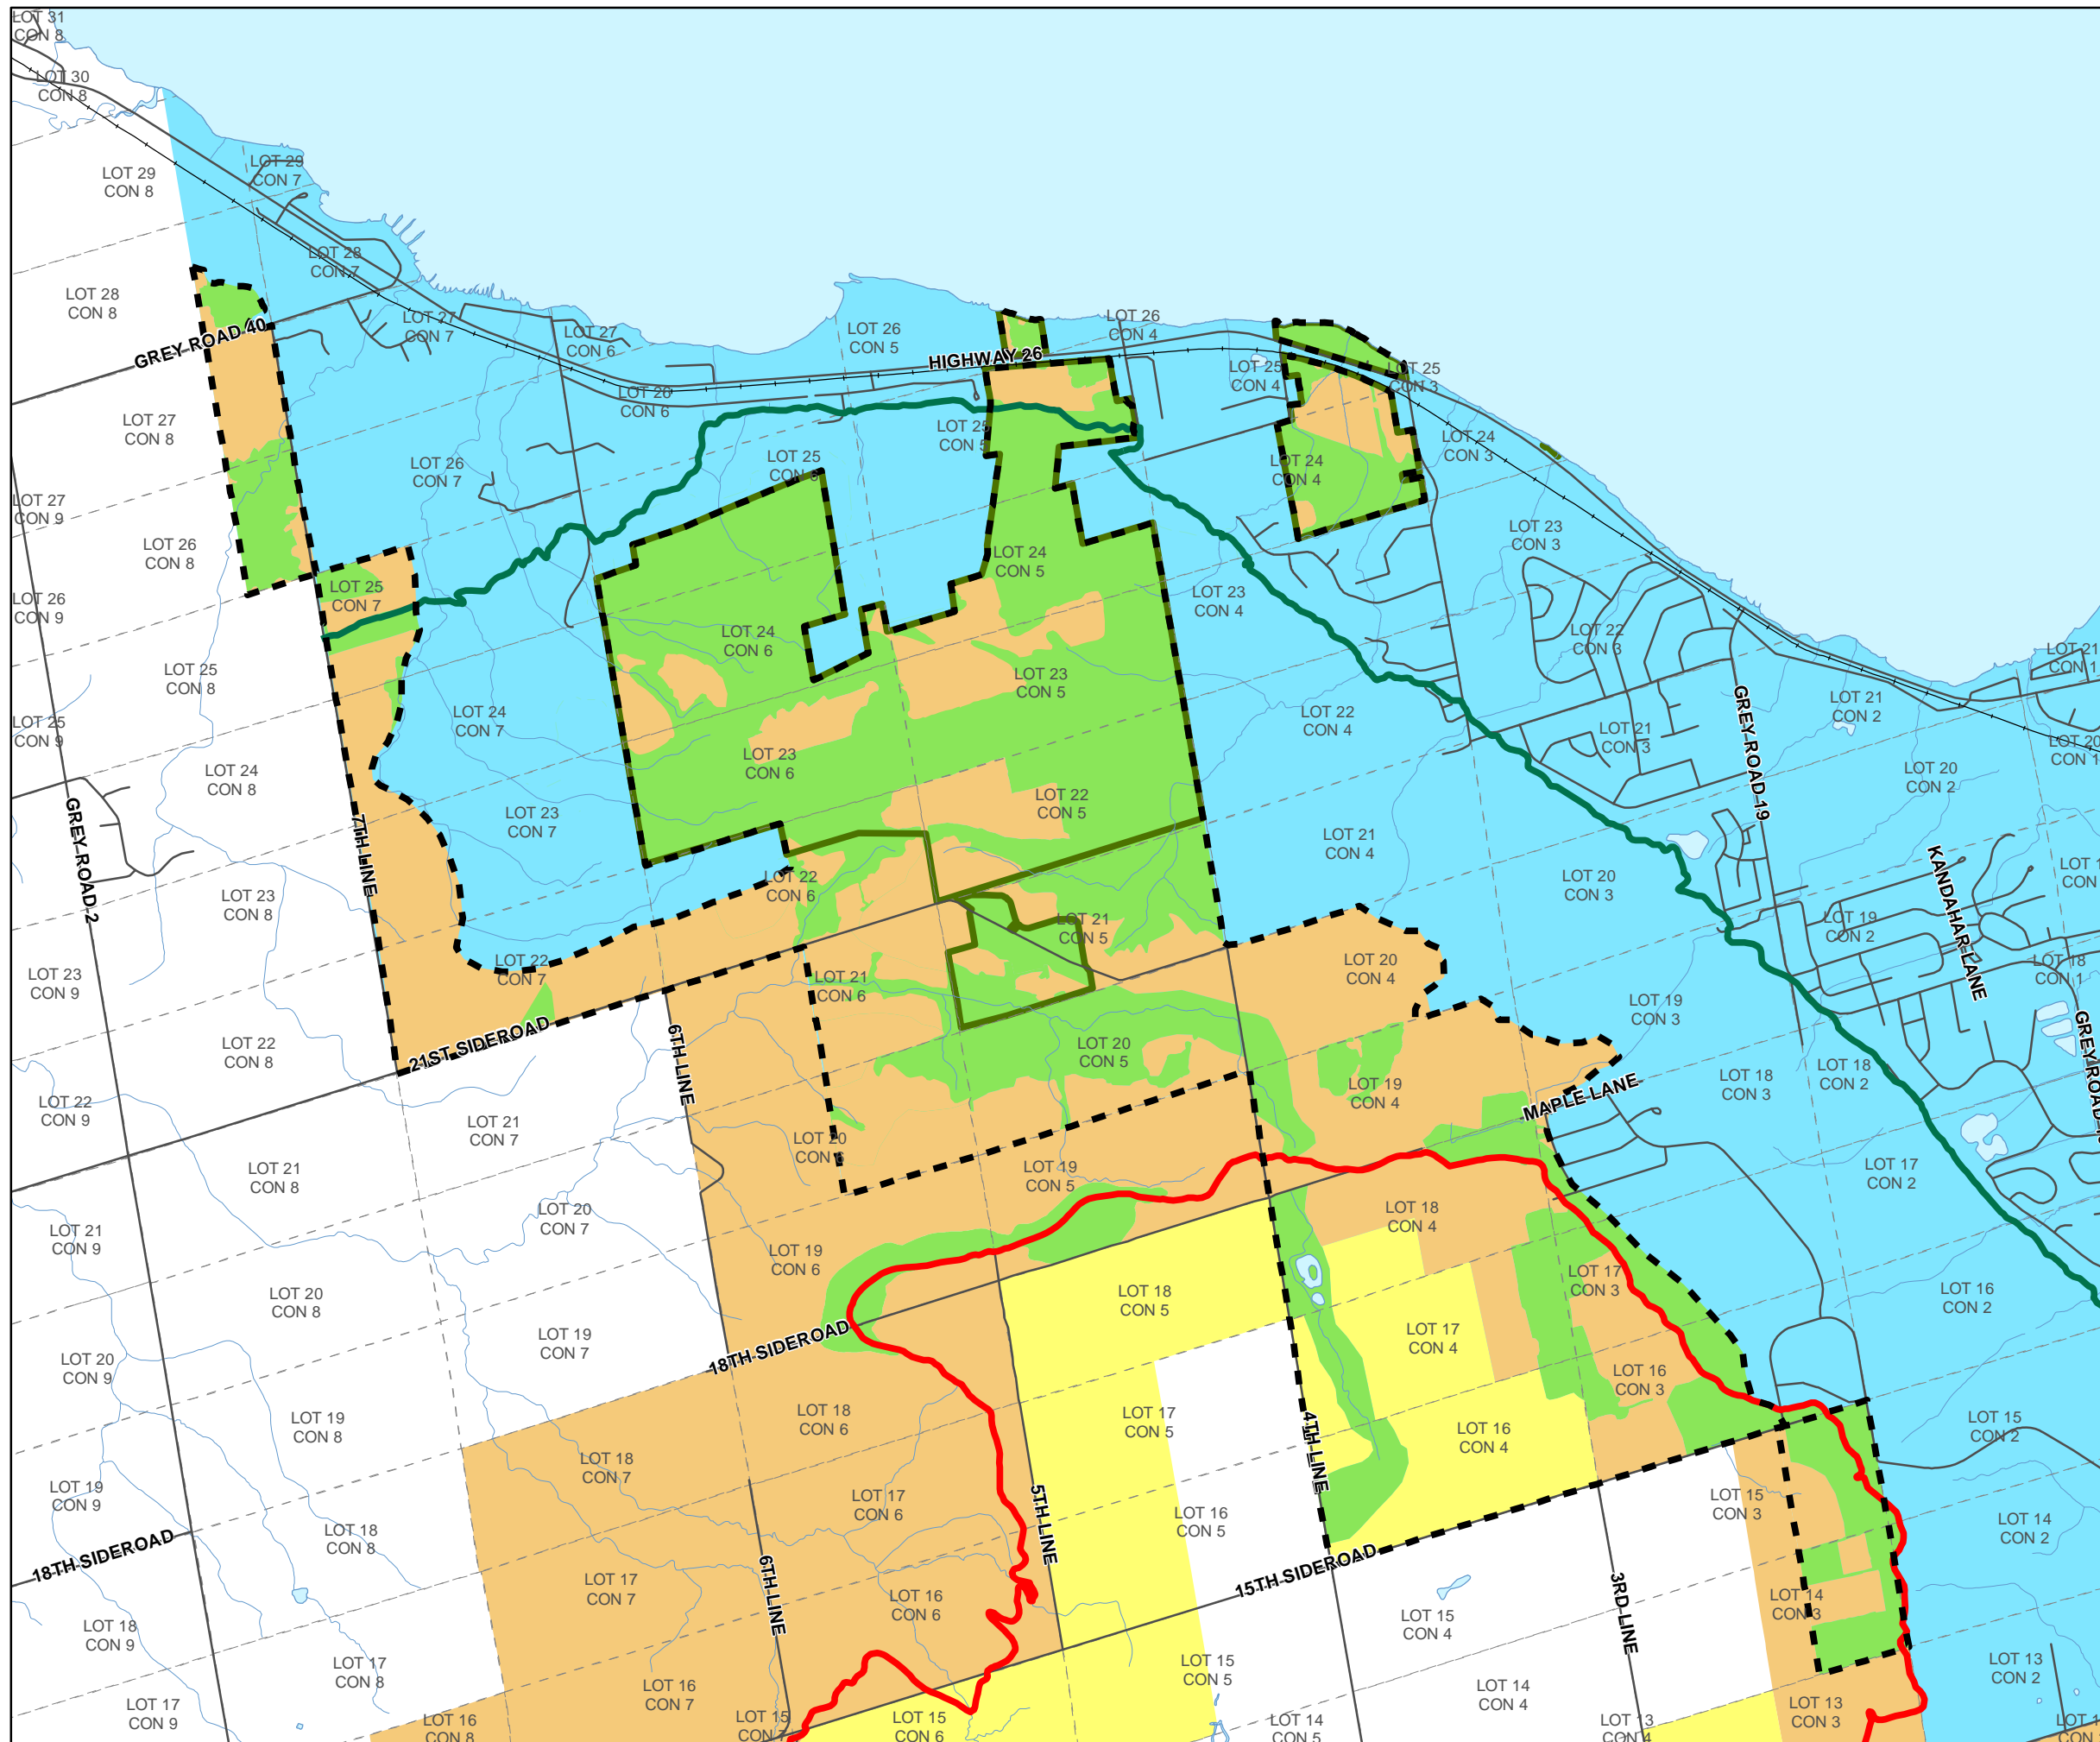 LOT 31
CON 8
LOT 30
CON 8
LOT 29
CON 8
LOT 29
CON 7
LOT 28
CON 7
LOT 28
CON 8
GREY ROAD 40
LOT 27
CON 7
LOT 27
CON 6
LOT 26
CON 5
LOT 26
CON 4
HIGHWAY 26
LOT 25
CON 4
LOT 25
CON 3
CON 6
LOT 27
CON 8
LOT 25
CON 5
LOT 24
CON 3
LOT 26
CON 7
LOT 25
LOT 24
CON 4
LOT 27
CON 9
LOT 26
CON 8
LOT 23
CON 3
LOT 24
CON 5
LOT 25
CON 7
LOT 26
CON 9
LOT 23
CON 4
LOT 24
CON 6
LOT 22
CON 3
LOT 25
CON 8
LOT 23
CON 5
LOT 21
CON 1
LOT 25
CON 9
LOT 24
CON 7
LOT 22
CON 4
LOT 21
CON 3
LOT 21
CON 2
GREY ROAD 19
LOT 24
CON 8
LOT 23
CON 6
LOT 20
CON 2
LOT 20
CON 1
GREY ROAD 2
7TH LINE
LOT 23
CON 7
LOT 22
CON 5
LOT 21
CON 4
KANDAHAR LANE
LOT 23
CON 8
LOT 22
CON 6
LOT 20
CON 3
LOT 21
CON 5
LOT 19
CON 2
LOT 23
CON 9
LOT 22
CON 7
LOT 21
CON 6
LOT 20
CON 4
LOT 18
CON 1
LOT 19
CON 3
GREY ROAD
LOT 22
CON 8
21ST SIDEROAD
6TH LINE
LOT 20
CON 5
LOT 19
CON 4
MAPLE LANE
LOT 18
CON 3
LOT 18
CON 2
LOT 22
CON 9
LOT 21
CON 7
LOT 20
CON 6
LOT 21
CON 8
LOT 19
CON 5
LOT 17
CON 2
LOT 21
CON 9
LOT 20
CON 7
LOT 18
CON 4
LOT 19
CON 6
LOT 20
CON 8
LOT 18
CON 5
LOT 17
CON 3
LOT 16
CON 2
LOT 20
CON 9
LOT 19
CON 7
18TH SIDEROAD
LOT 17
CON 4
LOT 16
CON 3
LOT 19
CON 8
LOT 18
CON 6
LOT 17
CON 5
4TH LINE
LOT 16
CON 4
LOT 15
CON 2
LOT 19
CON 9
LOT 18
CON 7
LOT 17
CON 6
5TH LINE
LOT 16
CON 5
LOT 15
CON 3
LOT 14
CON 2
18TH SIDEROAD
LOT 18
CON 8
LOT 17
CON 7
6TH LINE
LOT 16
CON 6
15TH SIDEROAD
3RD LINE
LOT 14
CON 3
LOT 18
CON 9
LOT 15
CON 4
LOT 17
CON 8
LOT 15
CON 5
LOT 13
CON 2
LOT 17
CON 9
LOT 16
CON 7
LOT 14
CON 4
LOT 13
CON 3
LOT 16
CON 8
LOT 15
CON 7
LOT 15
CON 6
LOT 14
CON 5
LOT 13
CON 4